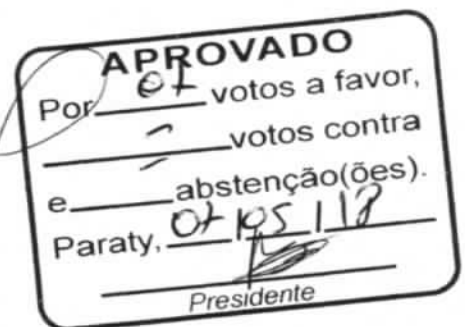 APROVADO
Por 07 votos a favor,
- votos contra
e - abstenção(ões).
Paraty, 07/05/18
Presidente